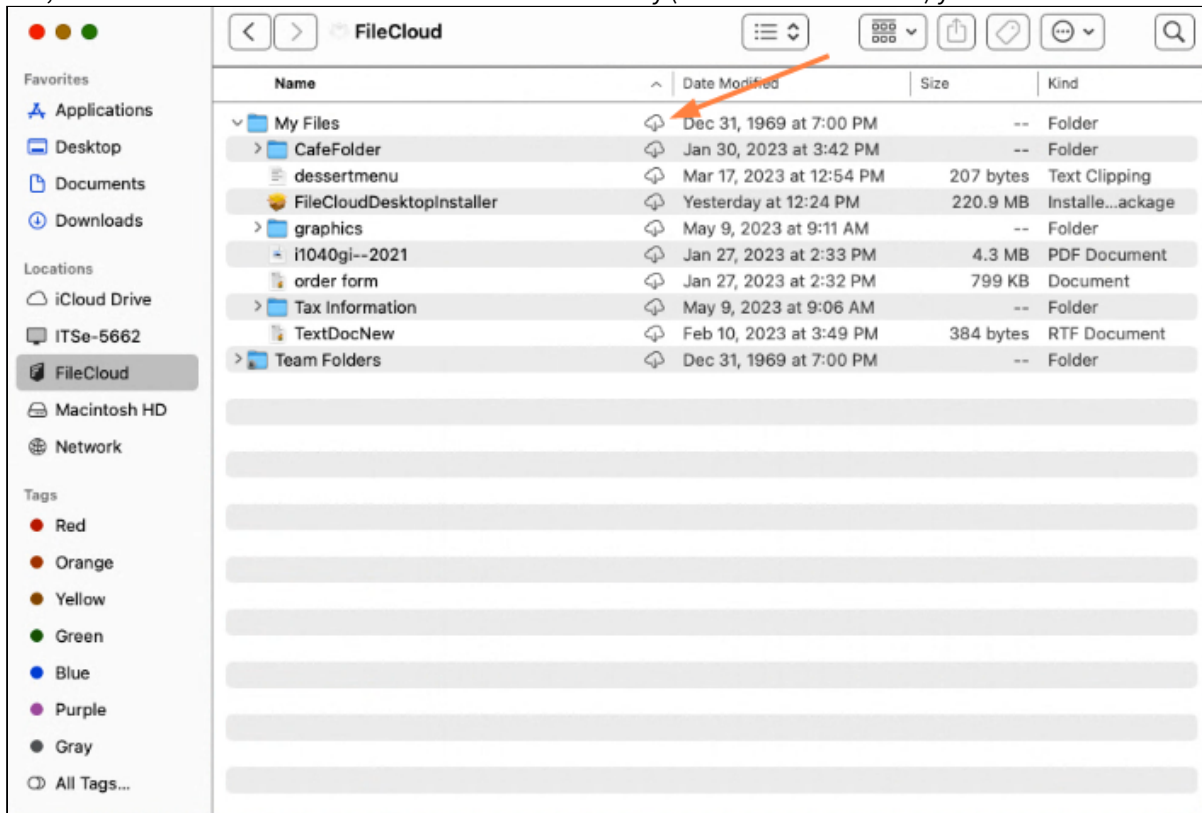 FileCloud
Favorites
Applications
Desktop
Documents
Downloads
Locations
iCloud Drive
ITSe-5662
FileCloud
Macintosh HD
Network
Tags
Red
Orange
Yellow
Green
Blue
Purple
Gray
All Tags...
Name Date Modified Size Kind
My Files Dec 31, 1969 at 7:00 PM -- Folder
CafeFolder Jan 30, 2023 at 3:42 PM -- Folder
dessertmenu Mar 17, 2023 at 12:54 PM 207 bytes Text Clipping
FileCloudDesktopInstaller Yesterday at 12:24 PM 220.9 MB Installe...ackage
graphics May 9, 2023 at 9:11 AM -- Folder
i1040gi--2021 Jan 27, 2023 at 2:33 PM 4.3 MB PDF Document
order form Jan 27, 2023 at 2:32 PM 799 KB Document
Tax Information May 9, 2023 at 9:06 AM -- Folder
TextDocNew Feb 10, 2023 at 3:49 PM 384 bytes RTF Document
Team Folders Dec 31, 1969 at 7:00 PM -- Folder